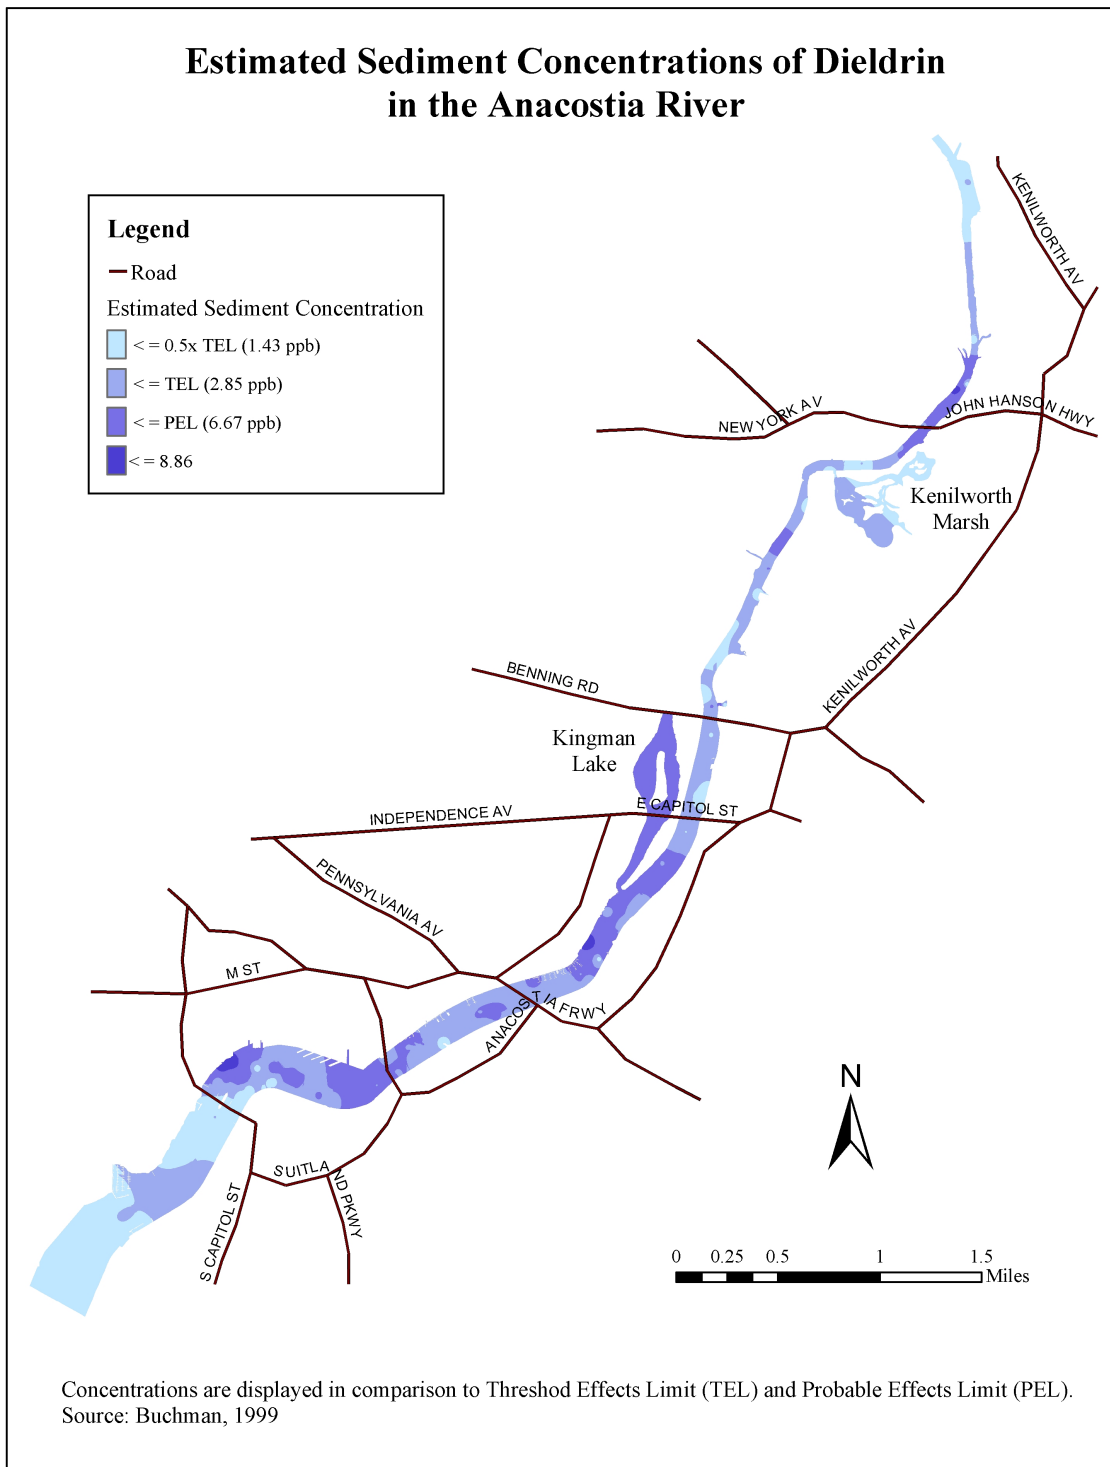 Estimated Sediment Concentrations of Dieldrin
in the Anacostia River
Legend
Road
Estimated Sediment Concentration
< = 0.5x TEL (1.43 ppb)
< = TEL (2.85 ppb)
< = PEL (6.67 ppb)
< = 8.86
KENILWORTH AV
NEW YORK AV
JOHN HANSON HWY
Kenilworth
Marsh
KENILWORTH AV
BENNING RD
Kingman
Lake
E CAPITOL ST
INDEPENDENCE AV
PENNSYLVANIA AV
M ST
ANACOSTIA FRWY
SUITLAND PKWY
S CAPITOL ST
N
0 0.25 0.5 1 1.5
Miles
Concentrations are displayed in comparison to Threshod Effects Limit (TEL) and Probable Effects Limit (PEL).
Source: Buchman, 1999